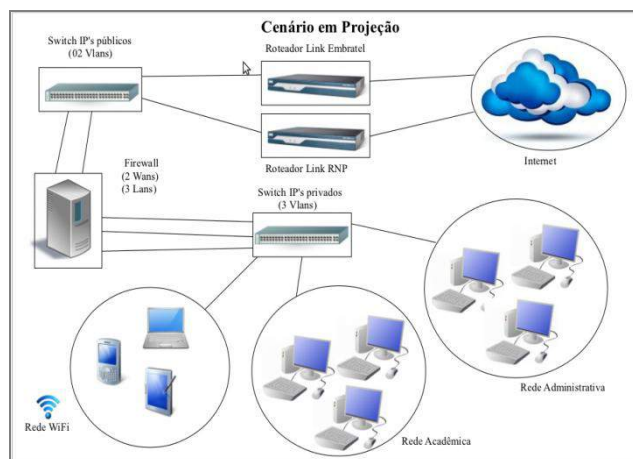 Cenário em Projeção
Switch IP's públicos
(02 Vlans)
Roteador Link Embratel
Roteador Link RNP
Internet
Firewall
(2 Wans)
(3 Lans)
Switch IP's privados
(3 Vlans)
Rede Administrativa
Rede WiFi
Rede Acadêmica